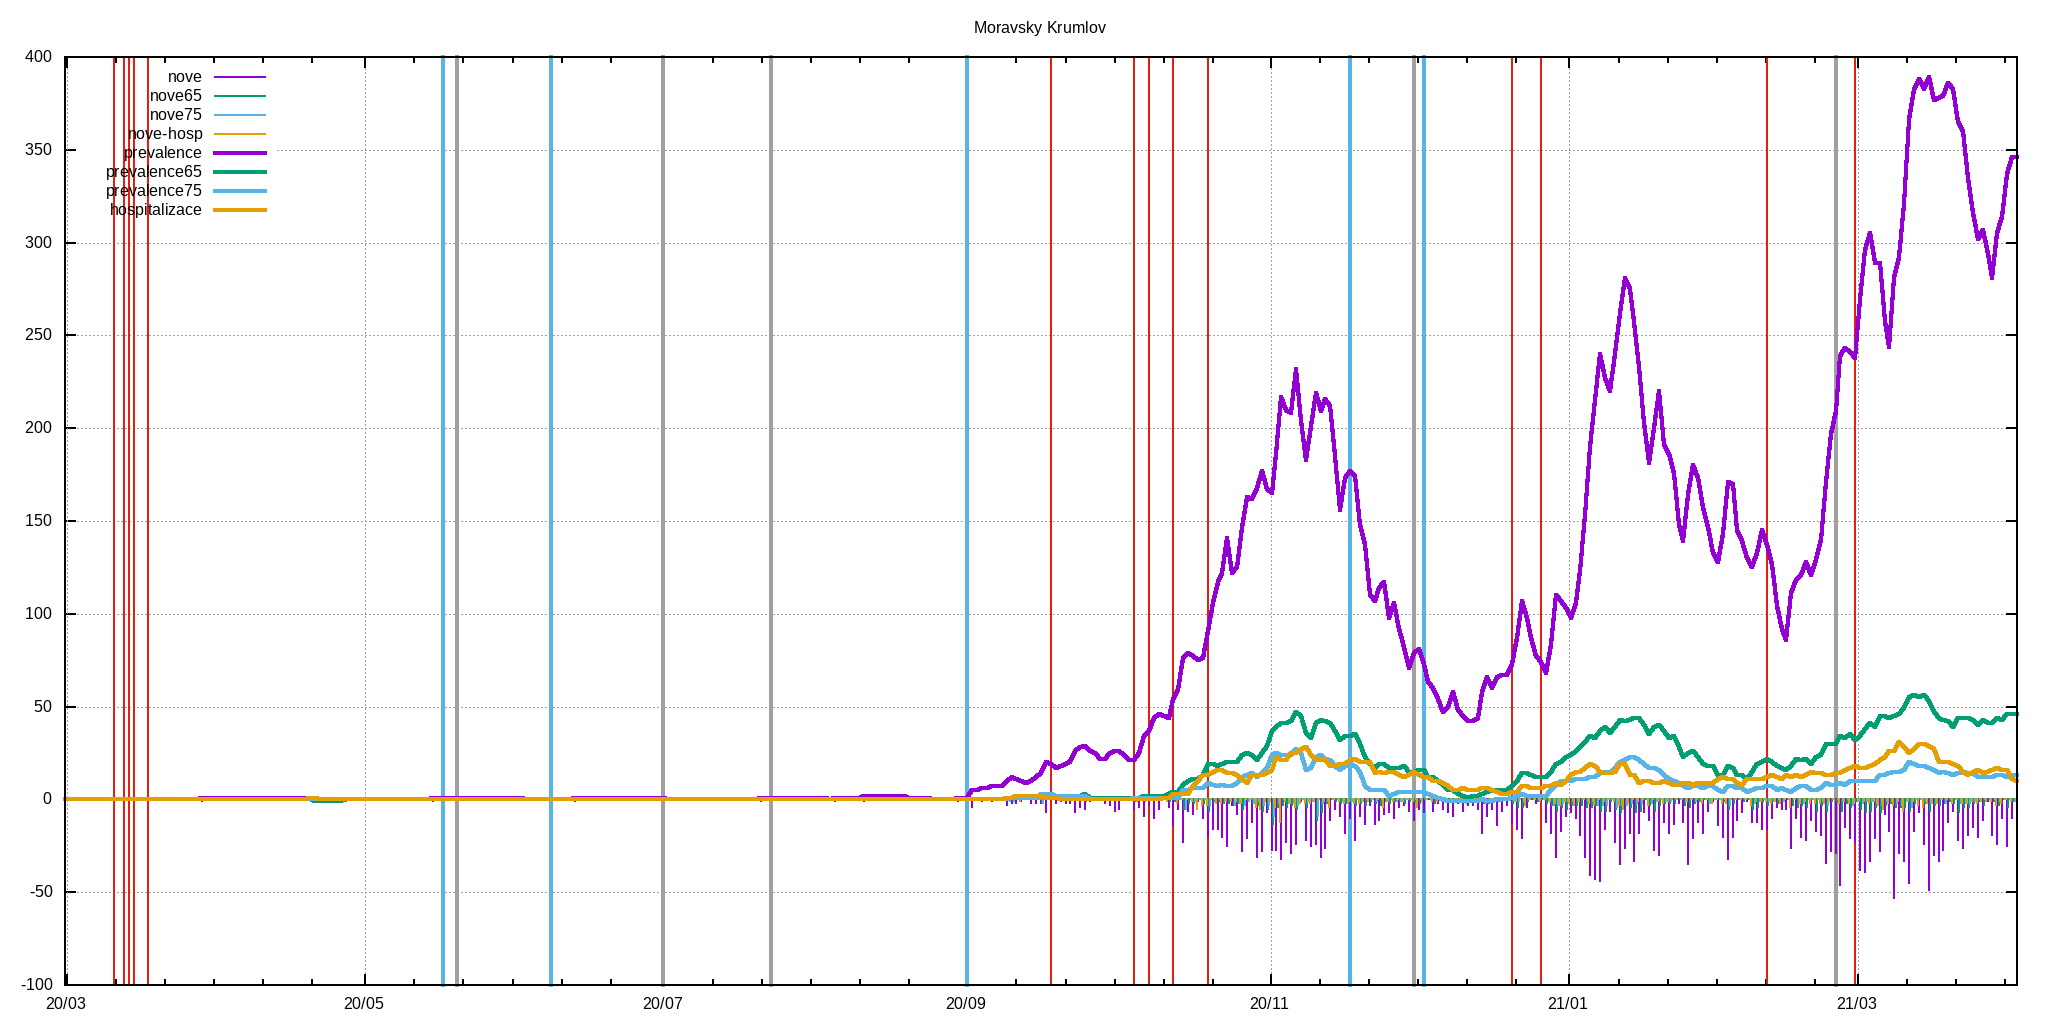 Moravsky Krumlov
400
350
300
250
200
150
100
50
0
-50
-100
nove
nove65
nove75
nove-hosp
prevalence
prevalence65
prevalence75
hospitalizace
20/03
20/05
20/07
20/09
20/11
21/01
21/03